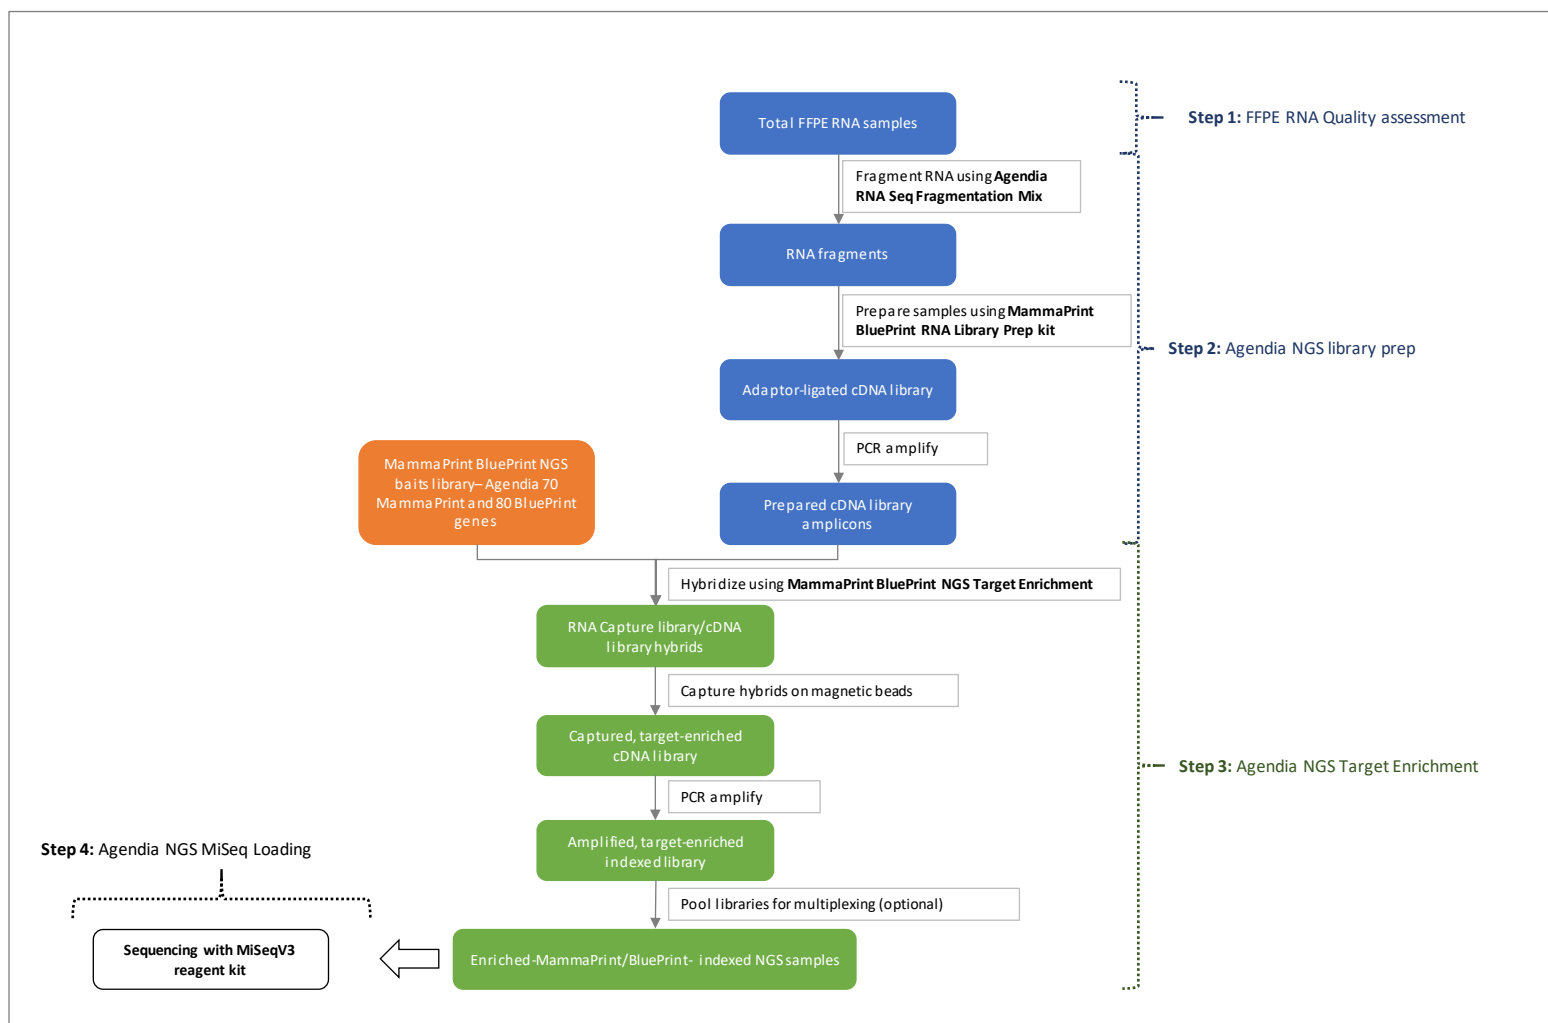 Total FFPE RNA samples
Step 1: FFPE RNA Quality assessment
Fragment RNA using Agendia
RNA Seq Fragmentation Mix
RNA fragments
Prepare samples using MammaPrint
BluePrint RNA Library Prep kit
Step 2: Agendia NGS library prep
Adaptor-ligated cDNA library
PCR amplify
MammaPrint BluePrint NGS
baits library– Agendia 70
MammaPrint and 80 BluePrint
genes
Prepared cDNA library
amplicons
Hybridize using MammaPrint BluePrint NGS Target Enrichment
RNA Capture library/cDNA
library hybrids
Capture hybrids on magnetic beads
Captured, target-enriched
cDNA library
Step 3: Agendia NGS Target Enrichment
PCR amplify
Amplified, target-enriched
indexed library
Step 4: Agendia NGS MiSeq Loading
Pool libraries for multiplexing (optional)
Sequencing with MiSeqV3
reagent kit
Enriched-MammaPrint/BluePrint- indexed NGS samples